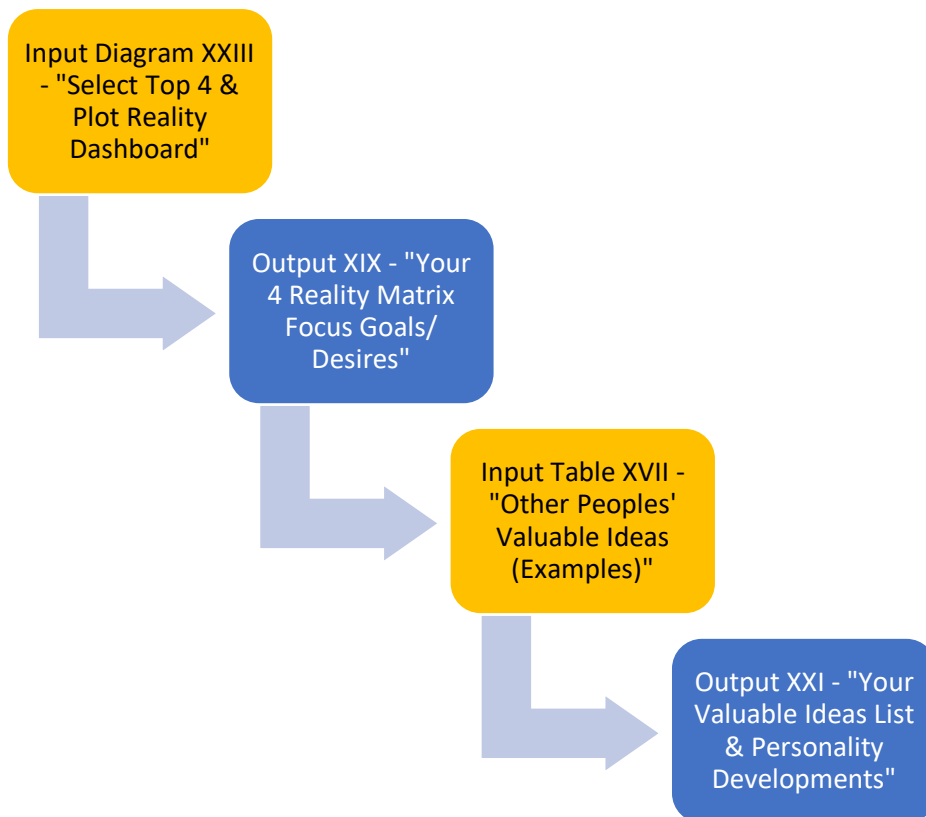 Input Diagram XXIII
- "Select Top 4 &
Plot Reality
Dashboard"
Output XIX - "Your
4 Reality Matrix
Focus Goals/
Desires"
Input Table XVII -
"Other Peoples'
Valuable Ideas
(Examples)"
Output XXI - "Your
Valuable Ideas List
& Personality
Developments"